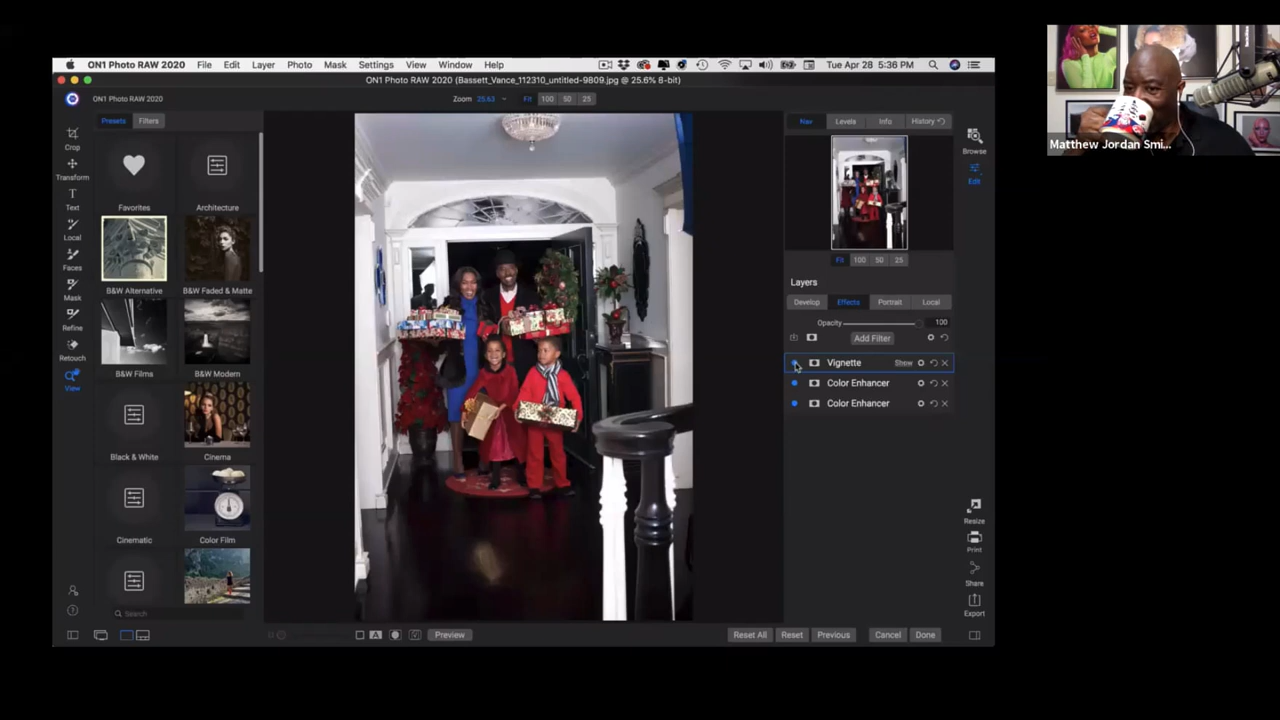 ON1 Photo RAW 2020 File Edit Layer Photo Mask Settings View Window Help Tue Apr 28 5:36 PM
ON1 Photo RAW 2020 (Bassett_Vance_112310_untitled-9809.jpg @ 25.6% 8-bit)
ON1 Photo RAW 2020 Zoom 25.63 Fit 100 50 25
Presets Filters Nav Levels Info History
Crop
Browse
Transform
Edit
Text
Favorites Architecture
Local
Faces
Fit 100 50 25
Mask
B&W Alternative B&W Faded & Matte
Layers
Develop Effects Portrait Local
Refine
Opacity 100
Add Filter
Retouch
Vignette Show
B&W Films B&W Modern
View
Color Enhancer
Color Enhancer
Black & White Cinema
Resize
Cinematic Color Film
Print
Share
Search
Export
A Preview Reset All Reset Previous Cancel Done
Matthew Jordan Smi...